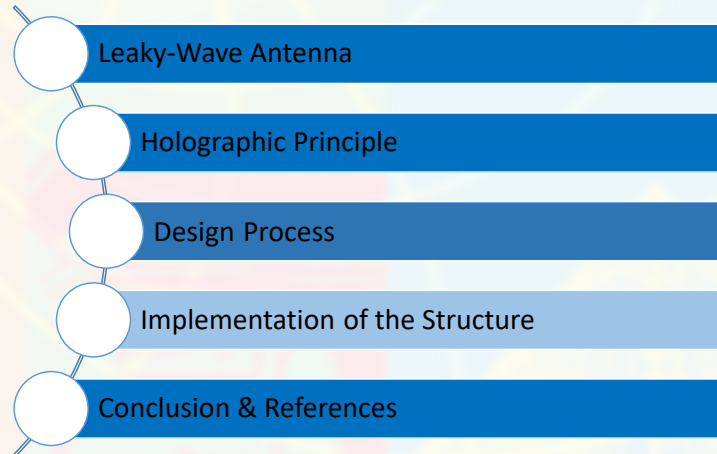 Leaky-Wave Antenna
Holographic Principle
Design Process
Implementation of the Structure
Conclusion & References